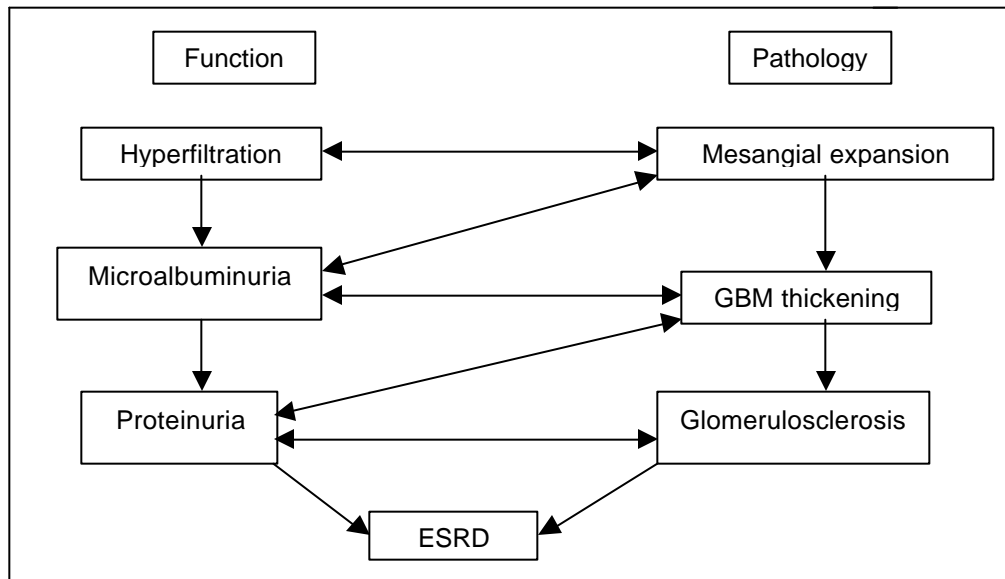 Function
Pathology
Hyperfiltration
Mesangial expansion
Microalbuminuria
GBM thickening
Proteinuria
Glomerulosclerosis
ESRD